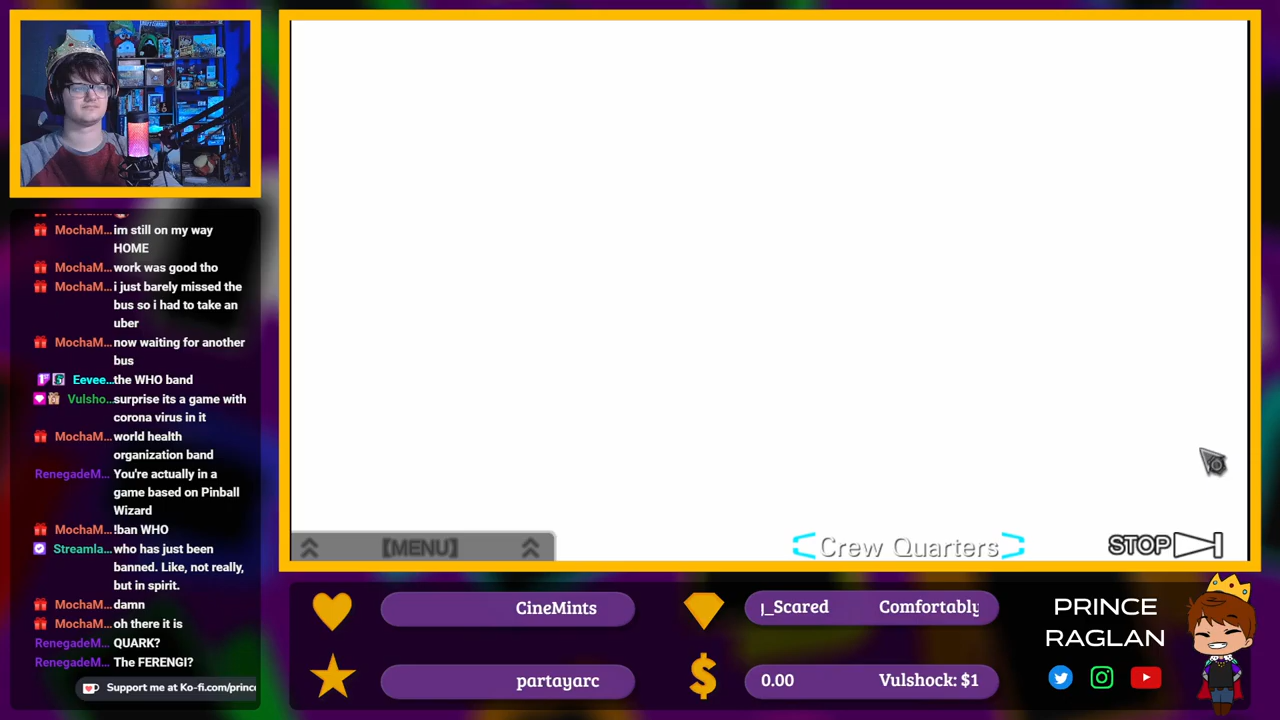 MochaM... im still on my way
HOME
MochaM... work was good tho
MochaM... i just barely missed the
bus so i had to take an
uber
MochaM... now waiting for another
bus
Eevee... the WHO band
Vulsho... surprise its a game with
corona virus in it
MochaM... world health
organization band
RenegadeM... You're actually in a
game based on Pinball
Wizard
MochaM... !ban WHO
Streamla... who has just been
banned. Like, not really,
but in spirit.
MochaM... damn
MochaM... oh there it is
RenegadeM... QUARK?
RenegadeM... The FERENGI?
Support me at Ko-fi.com/princ
[MENU]
Crew Quarters
STOP
CineMints
_Scared Comfortably
partayarc
0.00 Vulshock: $1
PRINCE
RAGLAN